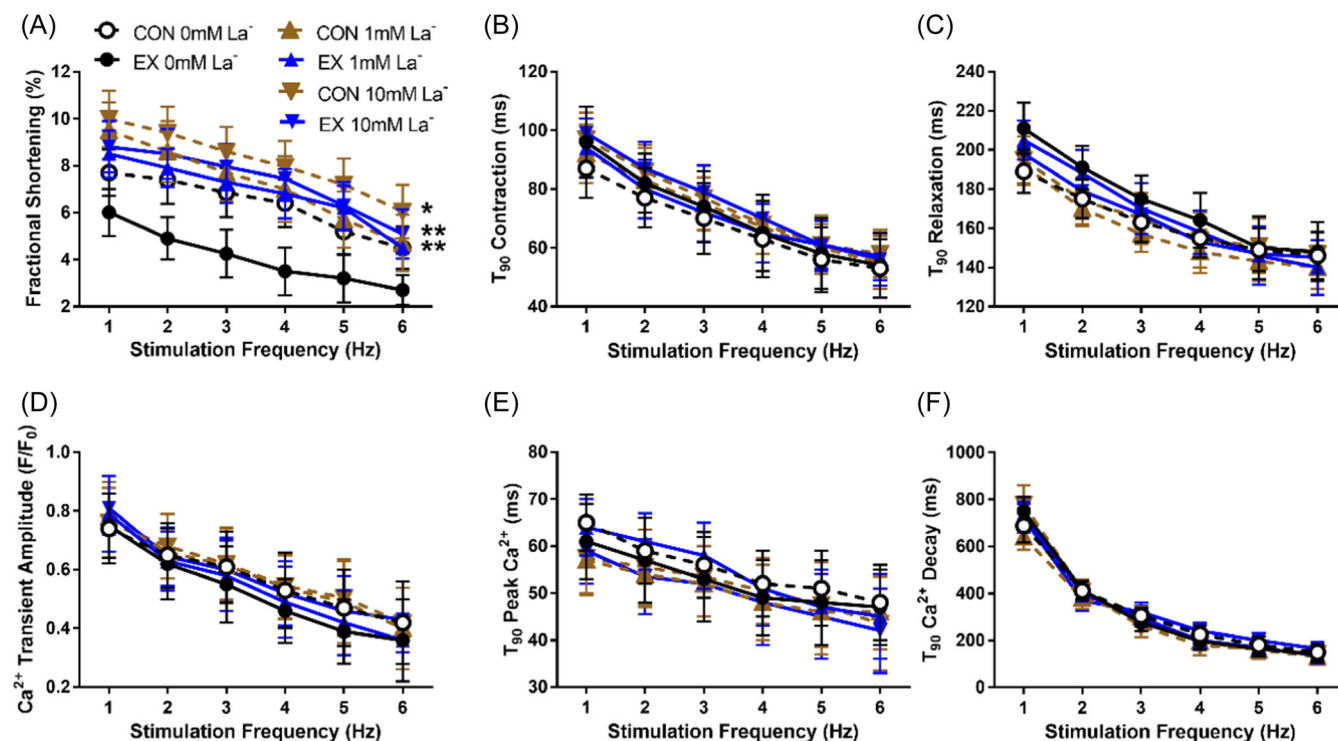 (A)
CON 0mM La⁻
CON 1mM La⁻
EX 0mM La⁻
EX 1mM La⁻
CON 10mM La⁻
EX 10mM La⁻
Fractional Shortening (%)
12
10
8
6
4
2
*
**
**
1 2 3 4 5 6
Stimulation Frequency (Hz)
(B)
T₉₀ Contraction (ms)
120
100
80
60
40
1 2 3 4 5 6
Stimulation Frequency (Hz)
(C)
T₉₀ Relaxation (ms)
240
220
200
180
160
140
120
1 2 3 4 5 6
Stimulation Frequency (Hz)
(D)
Ca²⁺ Transient Amplitude (F/F₀)
1.0
0.8
0.6
0.4
0.2
1 2 3 4 5 6
Stimulation Frequency (Hz)
(E)
T₉₀ Peak Ca²⁺ (ms)
80
70
60
50
40
30
1 2 3 4 5 6
Stimulation Frequency (Hz)
(F)
T₉₀ Ca²⁺ Decay (ms)
1000
800
600
400
200
0
1 2 3 4 5 6
Stimulation Frequency (Hz)